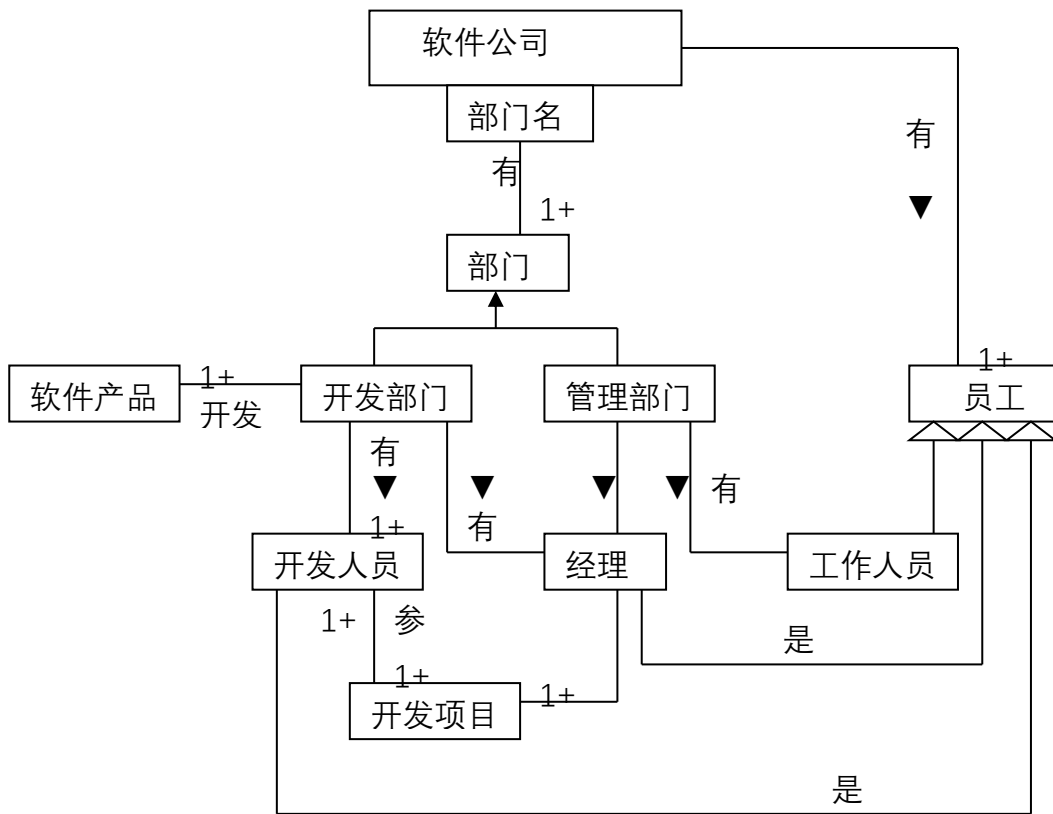 软件公司
部门名
有
有
1+
部门
1+
软件产品
1+
开发
开发部门
管理部门
员工
有
有
有
1+
开发人员
经理
工作人员
1+
参
是
1+
1+
开发项目
是